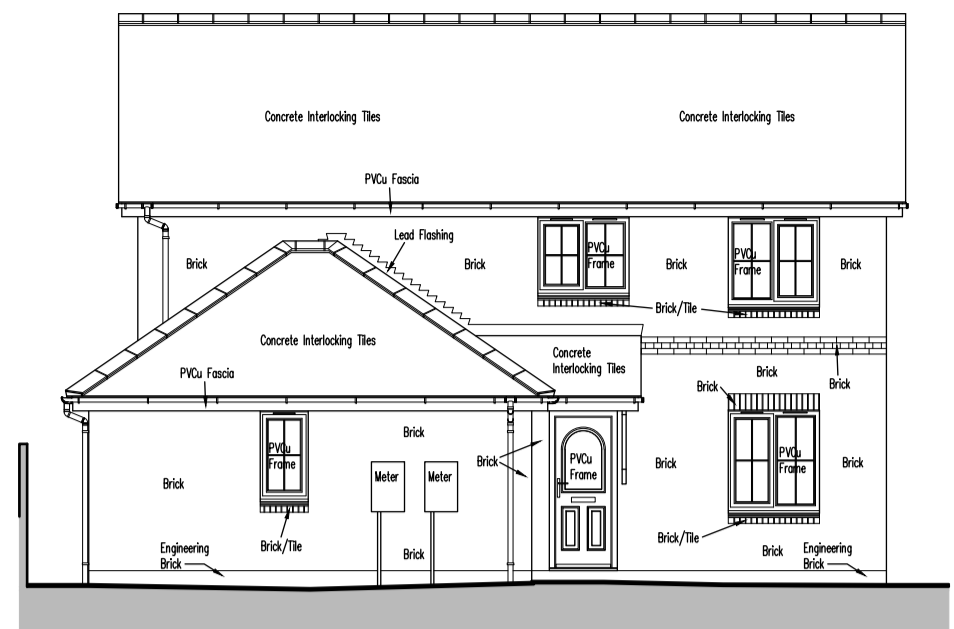 Concrete Interlocking Tiles
Concrete Interlocking Tiles
PVCu Fascia
Lead Flashing
Brick
Brick
PVCu
Frame
Brick
PVCu
Frame
Brick
Brick/Tile
Concrete Interlocking Tiles
Concrete
Interlocking Tiles
PVCu Fascia
Brick
Brick
Brick
Brick
PVCu
Frame
Brick
PVCu
Frame
Brick
PVCu
Frame
Brick
Brick
Meter
Meter
Brick
Brick/Tile
Brick/Tile
Engineering
Brick
Brick
Brick
Engineering
Brick